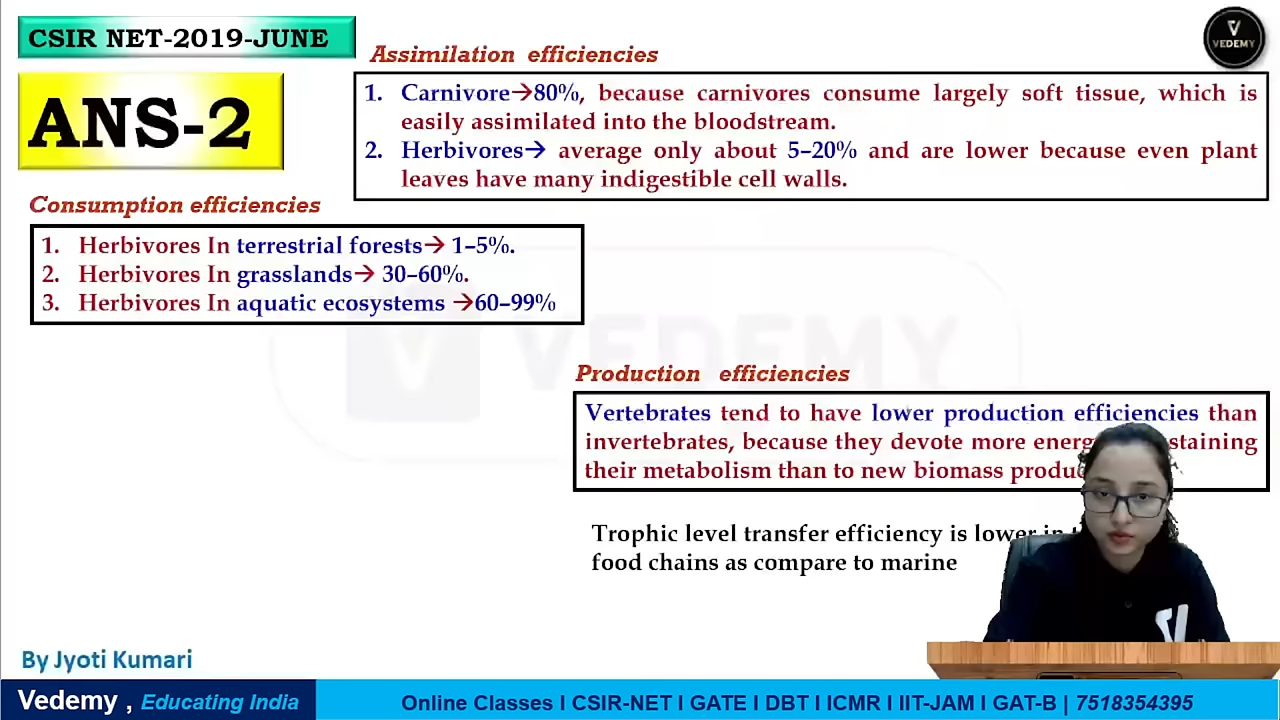 CSIR NET-2019-JUNE
VEDEMY
ANS-2
Assimilation efficiencies
1. Carnivore→80%, because carnivores consume largely soft tissue, which is
easily assimilated into the bloodstream.
2. Herbivores→ average only about 5–20% and are lower because even plant
leaves have many indigestible cell walls.
Consumption efficiencies
1. Herbivores In terrestrial forests→ 1–5%.
2. Herbivores In grasslands→ 30–60%.
3. Herbivores In aquatic ecosystems →60–99%
VEDEMY
Production efficiencies
Vertebrates tend to have lower production efficiencies than
invertebrates, because they devote more
their metabolism than to new biomass
Trophic level transfer efficiency is lower in
food chains as compare to marine
By Jyoti Kumari
Vedemy , Educating India
Online Classes I CSIR-NET I GATE I DBT I ICMR I IIT-JAM I GAT-B | 7518354395